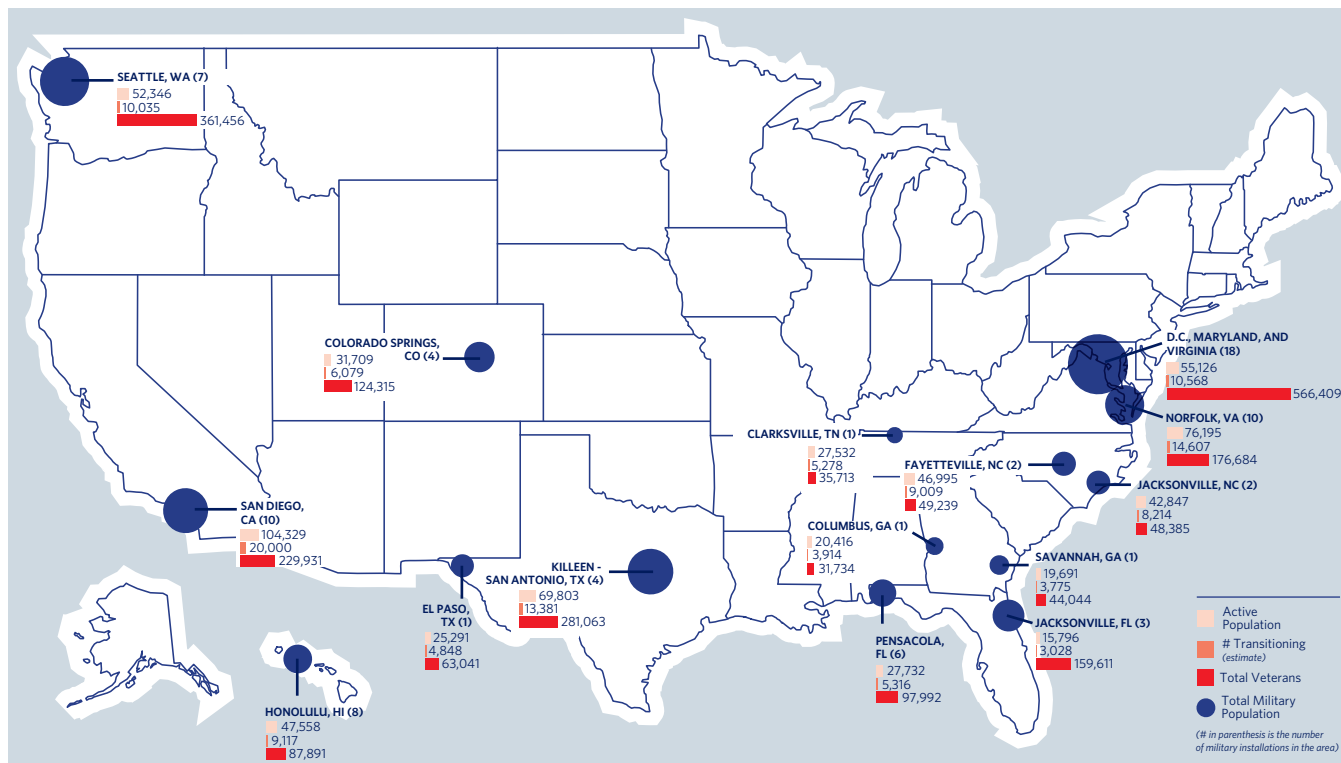 SEATTLE, WA (7)
52,346
10,035
361,456
COLORADO SPRINGS,
CO (4)
31,709
6,079
124,315
D.C., MARYLAND, AND
VIRGINIA (18)
55,126
10,568
566,409
NORFOLK, VA (10)
76,195
14,607
176,684
CLARKSVILLE, TN (1)
27,532
5,278
35,713
FAYETTEVILLE, NC (2)
46,995
9,009
49,239
JACKSONVILLE, NC (2)
42,847
8,214
48,385
SAN DIEGO,
CA (10)
104,329
20,000
229,931
COLUMBUS, GA (1)
20,416
3,914
31,734
SAVANNAH, GA (1)
19,691
3,775
44,044
KILLEEN -
SAN ANTONIO, TX (4)
69,803
13,381
281,063
EL PASO,
TX (1)
25,291
4,848
63,041
JACKSONVILLE, FL (3)
15,796
3,028
159,611
PENSACOLA,
FL (6)
27,732
5,316
97,992
HONOLULU, HI (8)
47,558
9,117
87,891
Active
Population
# Transitioning
(estimate)
Total Veterans
Total Military
Population
(# in parenthesis is the number
of military installations in the area)